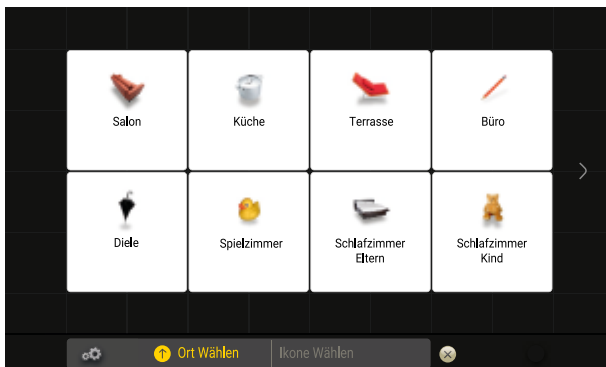 Salon
Küche
Terrasse
Büro
Diele
Spielzimmer
Schlafzimmer
Eltern
Schlafzimmer
Kind
Ort Wählen
Ikone Wählen